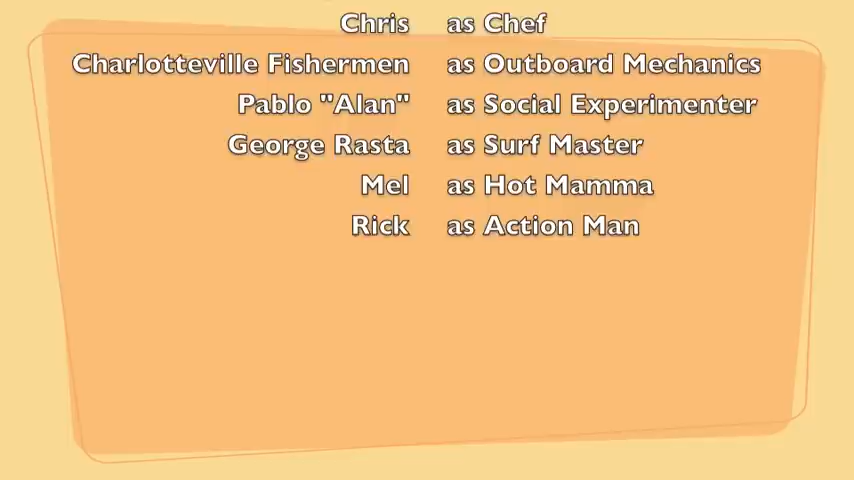 Chris as Chef
Charlotteville Fishermen as Outboard Mechanics
Pablo "Alan" as Social Experimenter
George Rasta as Surf Master
Mel as Hot Mamma
Rick as Action Man